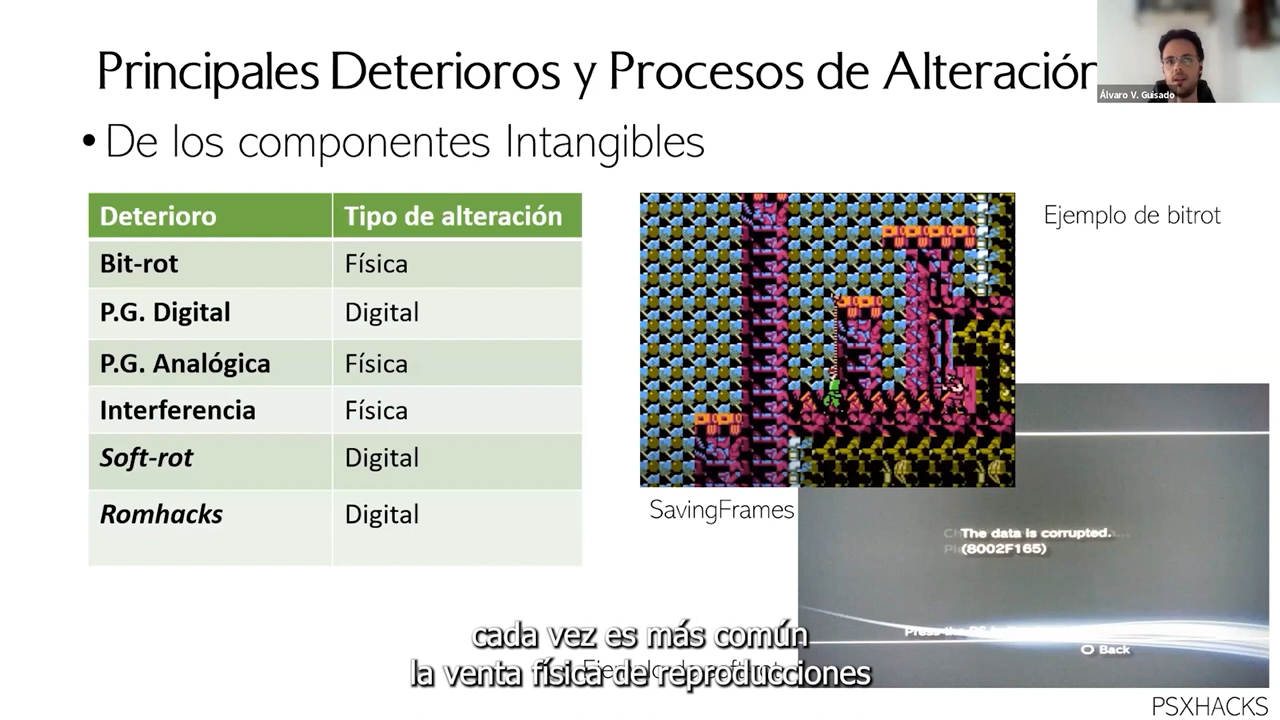 Principales Deterioros y Procesos de Alteración
Álvaro V. Guisado
• De los componentes Intangibles
Deterioro Tipo de alteración
Bit-rot Física
P.G. Digital Digital
P.G. Analógica Física
Interferencia Física
Soft-rot Digital
Romhacks Digital
Ejemplo de bitrot
SavingFrames
The data is corrupted.
(8002F165)
Back
cada vez es más común
la venta física de reproducciones
PSXHACKS